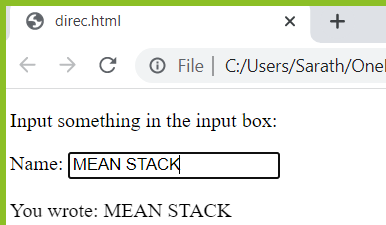 direc.html
File | C:/Users/Sarath/One
Input something in the input box:
Name: MEAN STACK
You wrote: MEAN STACK